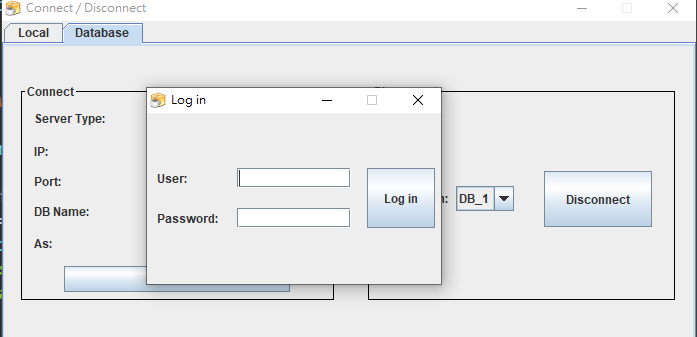 Connect / Disconnect
Local
Database
Connect
Server Type:
IP:
Port:
DB Name:
As:
Log in
User:
Password:
Log in
DB_1
Disconnect